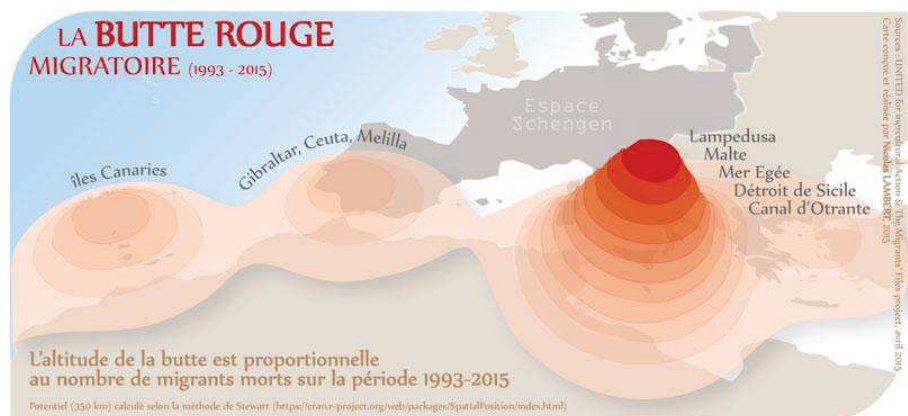 LA BUTTE ROUGE
MIGRATOIRE (1993 - 2015)
Espace
Schengen
îles Canaries
Gibraltar, Ceuta, Melilla
Lampedusa
Malte
Mer Egée
Détroit de Sicile
Canal d'Otrante
L'altitude de la butte est proportionnelle
au nombre de migrants morts sur la période 1993-2015
Potentiel (350 km) calculé selon la méthode de Stewart (https://cran.r-project.org/web/packages/SpatialPosition/index.html)
Sources : UNITED for intercultural Action & The Migrants' Files project, avril 2015
Carte conçue et réalisée par Nicolas LAMBERT, 2015